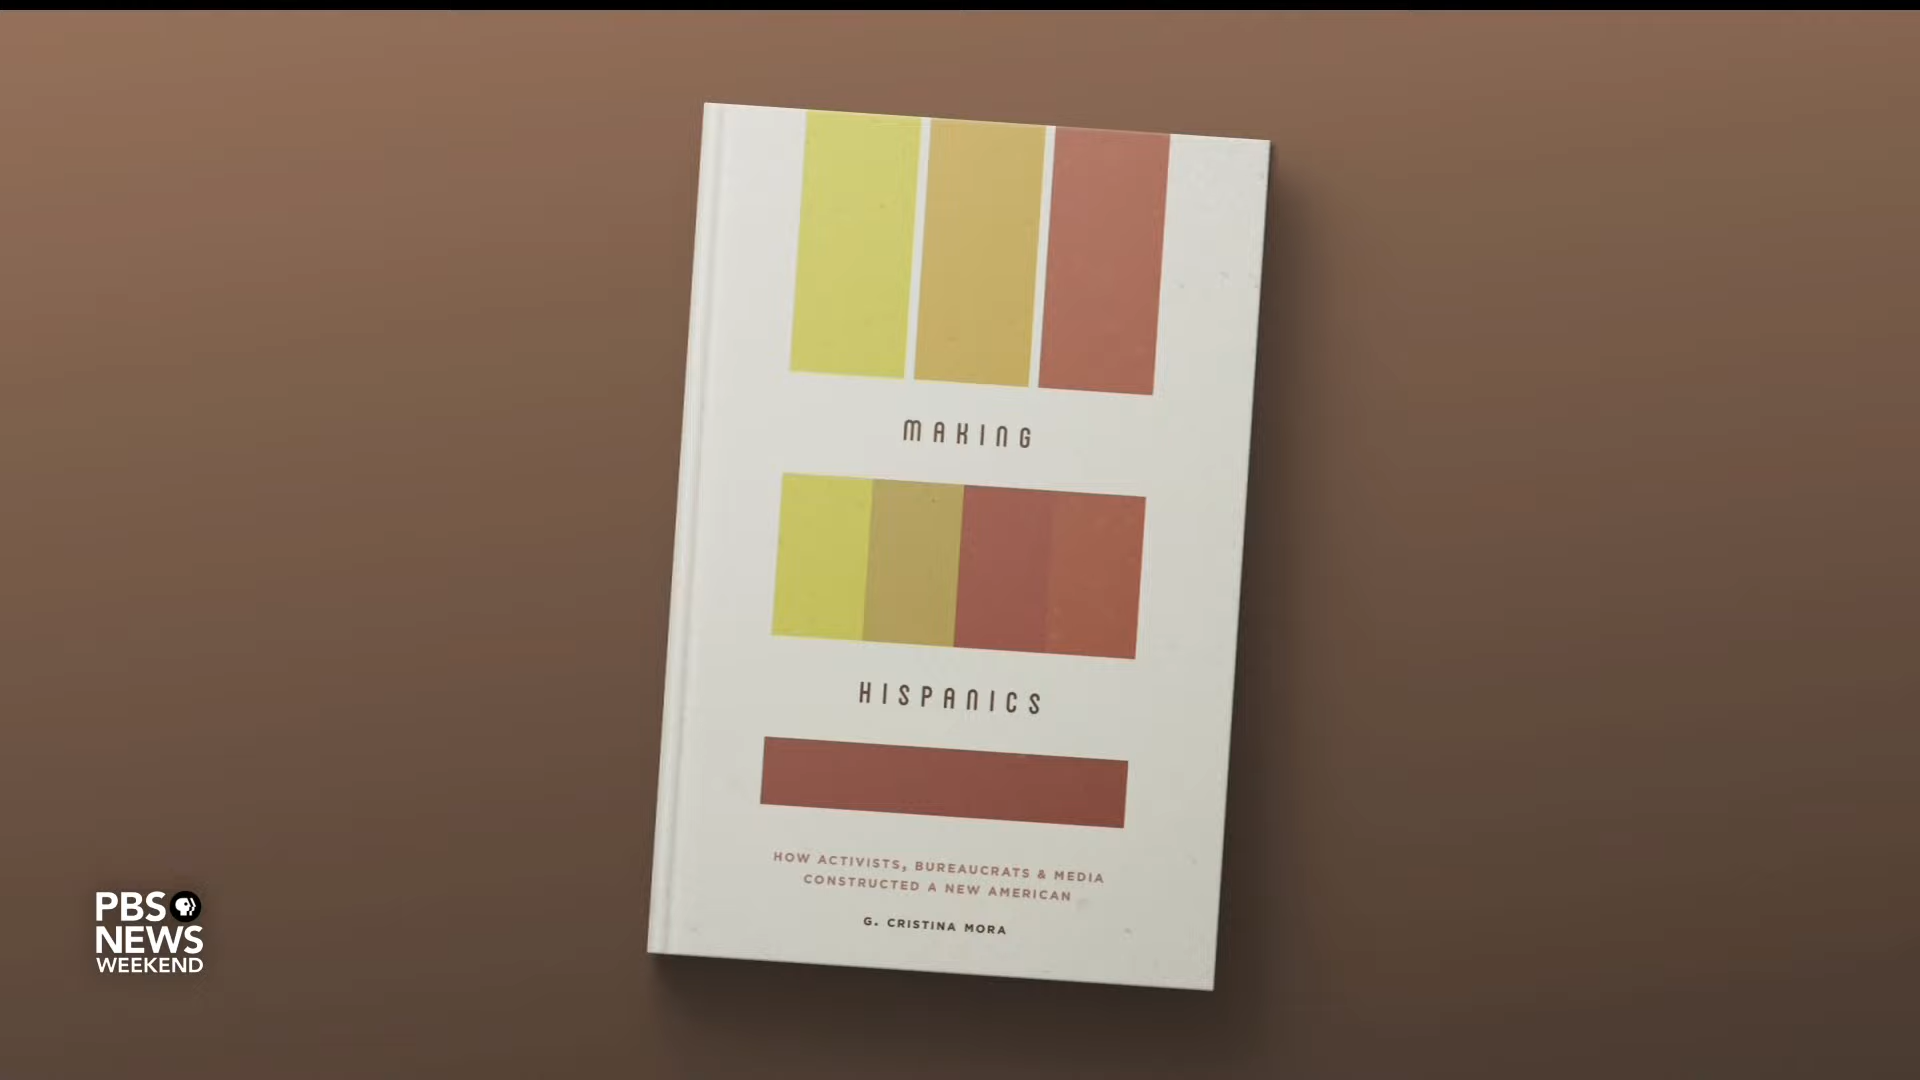 MAKING
HISPANICS
HOW ACTIVISTS, BUREAUCRATS & MEDIA
CONSTRUCTED A NEW AMERICAN
G. CRISTINA MORA
PBS
NEWS
WEEKEND